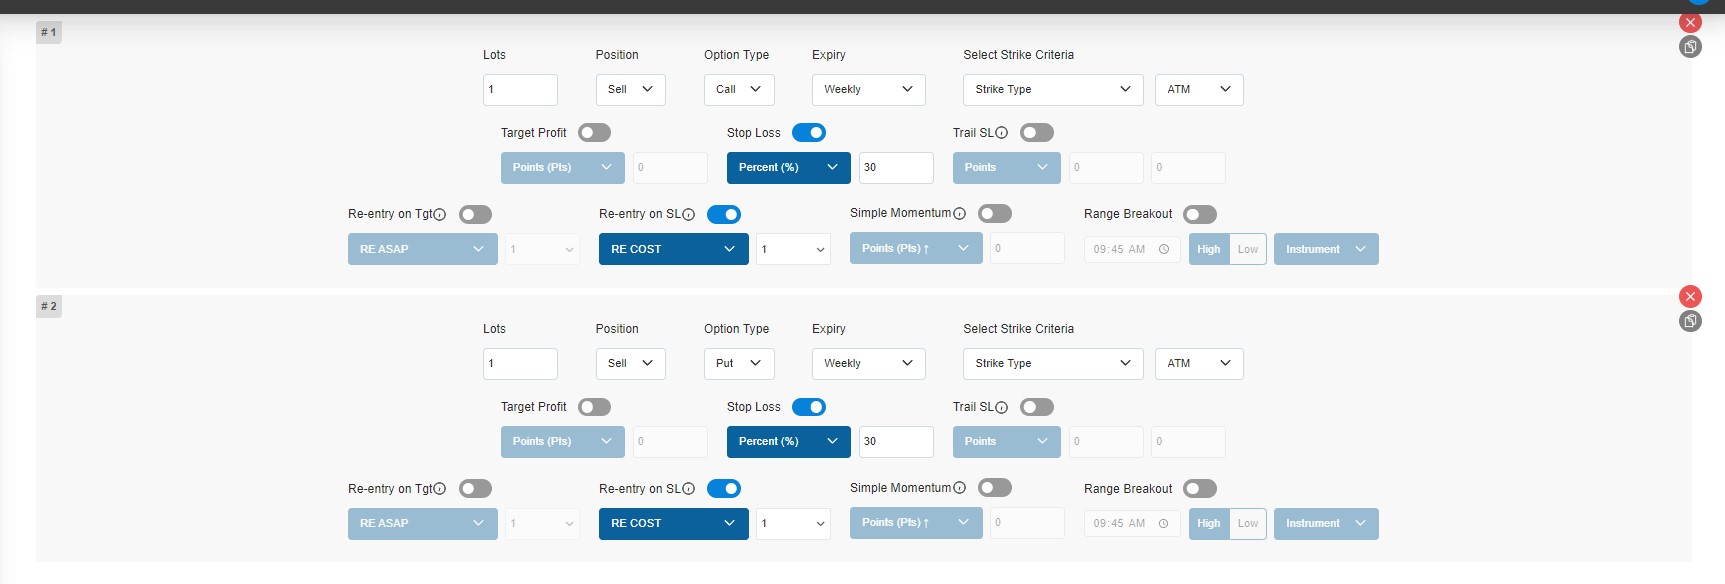 # 1
Lots Position Option Type Expiry Select Strike Criteria
1 Sell Call Weekly Strike Type ATM
Target Profit Stop Loss Trail SL
Points (Pts) 0 Percent (%) 30 Points 0 0
Re-entry on Tgt Re-entry on SL Simple Momentum Range Breakout
RE ASAP 1 RE COST 1 Points (Pts) ↑ 0 09:45 AM High Low Instrument
# 2
Lots Position Option Type Expiry Select Strike Criteria
1 Sell Put Weekly Strike Type ATM
Target Profit Stop Loss Trail SL
Points (Pts) 0 Percent (%) 30 Points 0 0
Re-entry on Tgt Re-entry on SL Simple Momentum Range Breakout
RE ASAP 1 RE COST 1 Points (Pts) ↑ 0 09:45 AM High Low Instrument